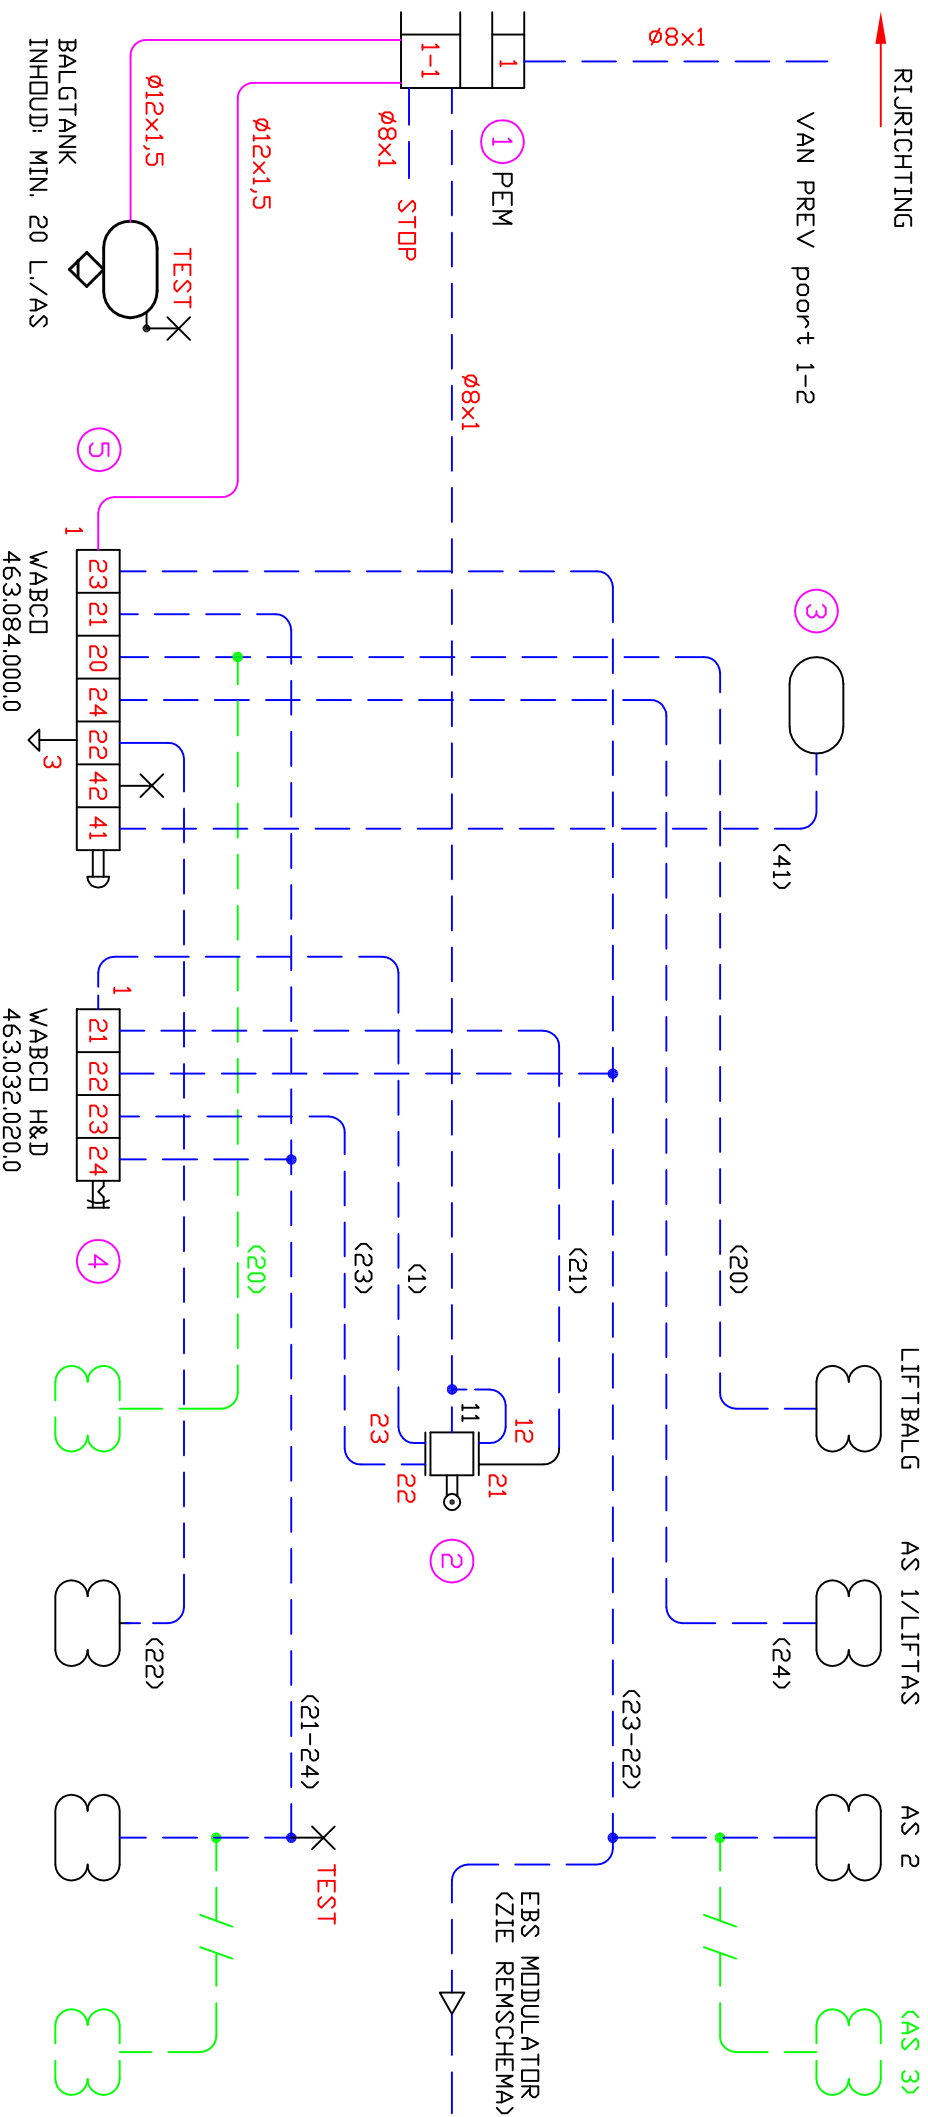 RIJRICHTING
VAN PREV poort 1-2
Ø8x1
1
1-1
1
PEM
Ø8x1
STOP
Ø8x1
Ø12x1,5
Ø12x1,5
TEST
BALGTANK
INHOUD: MIN. 20 L./AS
5
1
23
21
20
24
22
42
41
3
WABCO
463.084.000.0
3
(41)
1
21
22
23
24
WABCO H&D
463.032.020.0
4
(20)
(21)
(1)
(23)
(20)
12
11
21
23
22
2
LIFTBALG
AS 1/LIFTAS
AS 2
(AS 3)
(24)
(22)
(23-22)
(21-24)
TEST
EBS MODULATOR
(ZIE REMSCHEMA)